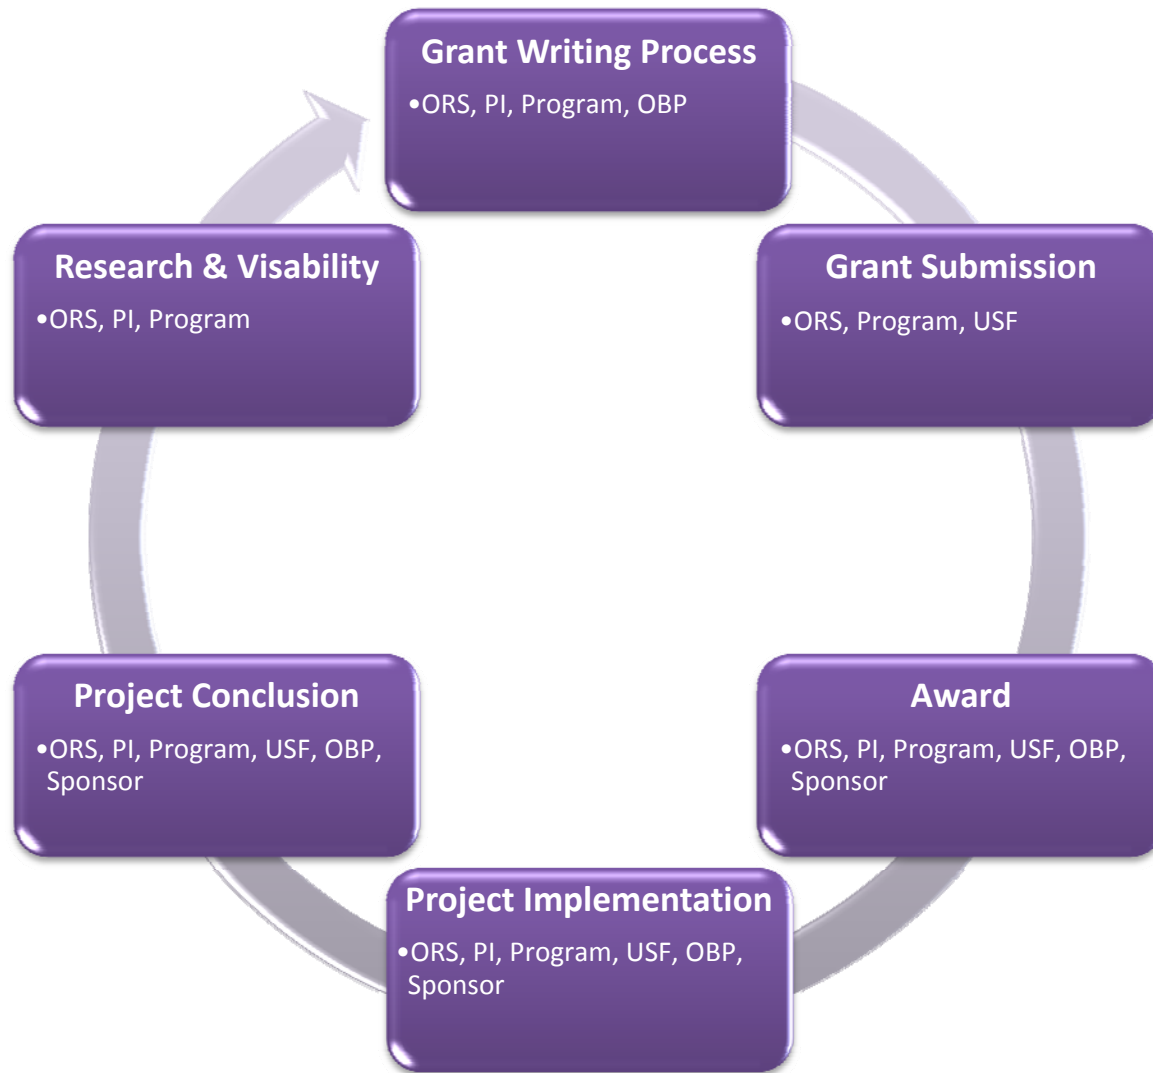 Grant Writing Process
•ORS, PI, Program, OBP
Grant Submission
•ORS, Program, USF
Award
•ORS, PI, Program, USF, OBP,
Sponsor
Project Implementation
•ORS, PI, Program, USF, OBP,
Sponsor
Project Conclusion
•ORS, PI, Program, USF, OBP,
Sponsor
Research & Visability
•ORS, PI, Program